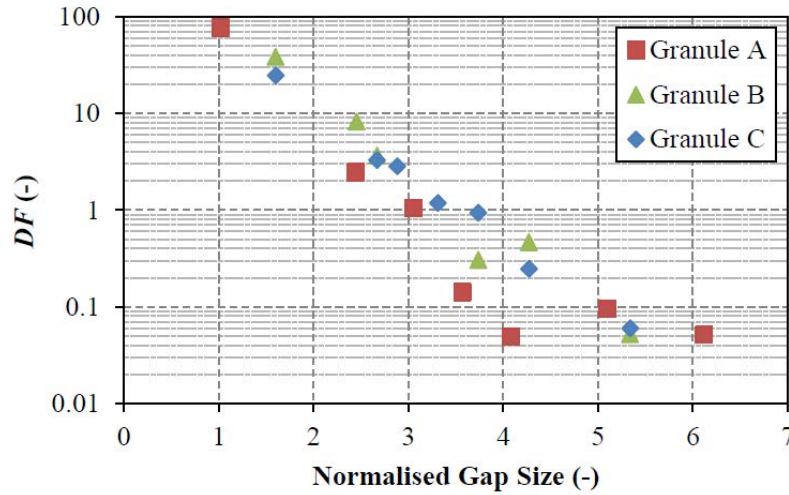 100
10
1
0.1
0.01
DF (-)
0
1
2
3
4
5
6
7
Normalised Gap Size (-)
Granule A
Granule B
Granule C